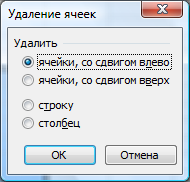 Удаление ячеек
Удалить
ячейки, со сдвигом влево
ячейки, со сдвигом вверх
строку
столбец
ОК
Отмена